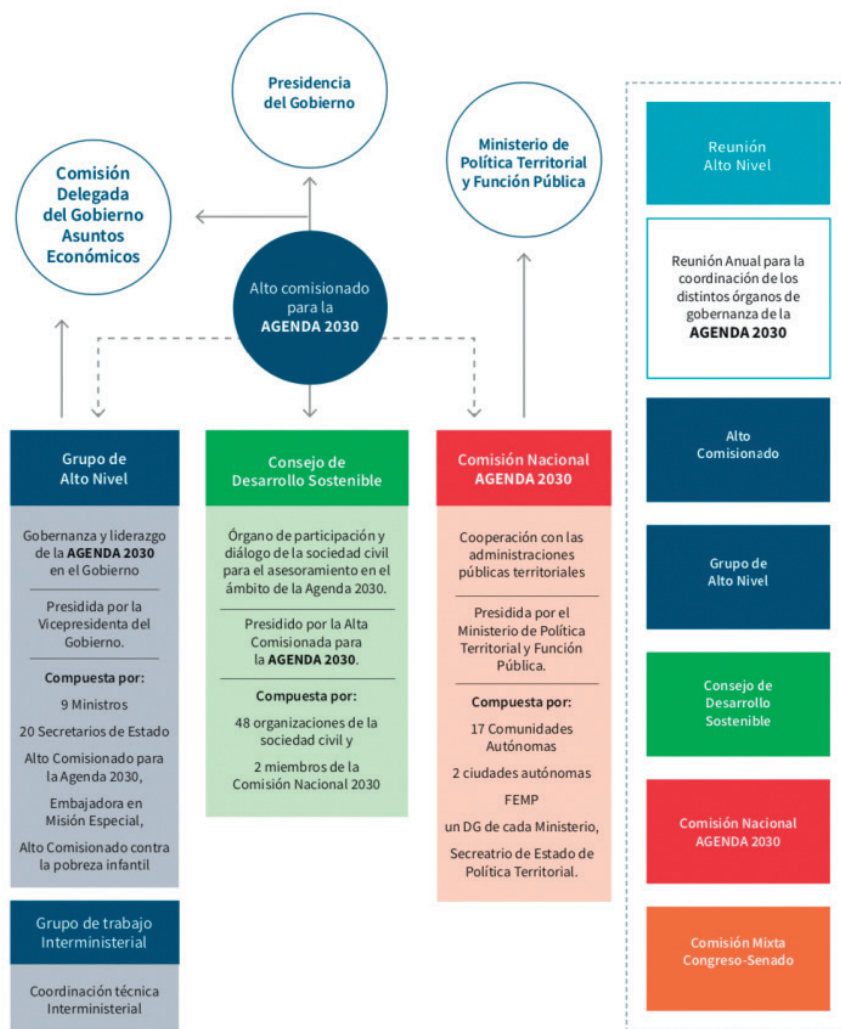 Presidencia
del Gobierno
Comisión
Delegada
del Gobierno
Asuntos
Económicos
Ministerio de
Política Territorial
y Función Pública
Alto comisionado
para la
AGENDA 2030
Grupo de
Alto Nivel
Gobernanza y liderazgo
de la AGENDA 2030
en el Gobierno
Presidida por la
Vicepresidenta del
Gobierno.
Compuesta por:
9 Ministros
20 Secretarios de Estado
Alto Comisionado para
la Agenda 2030,
Embajadora en
Misión Especial,
Alto Comisionado contra
la pobreza infantil
Grupo de trabajo
Interministerial
Coordinación técnica
Interministerial
Consejo de
Desarrollo Sostenible
Órgano de participación y
diálogo de la sociedad civil
para el asesoramiento en el
ámbito de la Agenda 2030.
Presidido por la Alta
Comisionada para
la AGENDA 2030.
Compuesta por:
48 organizaciones de la
sociedad civil y
2 miembros de la
Comisión Nacional 2030
Comisión Nacional
AGENDA 2030
Cooperación con las
administraciones
públicas territoriales
Presidida por el
Ministerio de Política
Territorial y Función
Pública.
Compuesta por:
17 Comunidades
Autónomas
2 ciudades autónomas
FEMP
un DG de cada Ministerio,
Secreatrio de Estado de
Política Territorial.
Reunión
Alto Nivel
Reunión Anual para la
coordinación de los
distintos órganos de
gobernanza de la
AGENDA 2030
Alto
Comisionado
Grupo de
Alto Nivel
Consejo de
Desarrollo
Sostenible
Comisión Nacional
AGENDA 2030
Comisión Mixta
Congreso-Senado